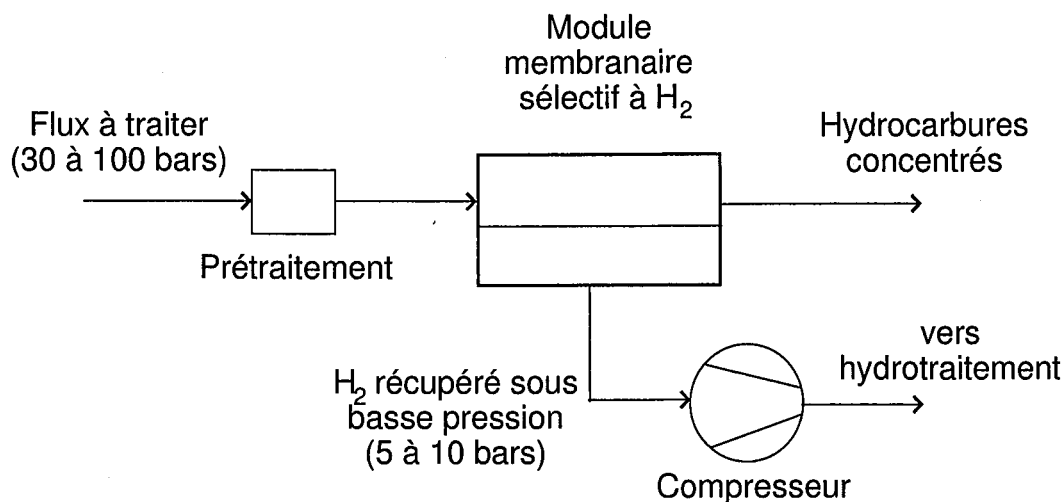 Module
membranaire
sélectif à H₂
Flux à traiter
(30 à 100 bars)
Hydrocarbures
concentrés
Prétraitement
H₂ récupéré sous
basse pression
(5 à 10 bars)
vers
hydrotraitement
Compresseur